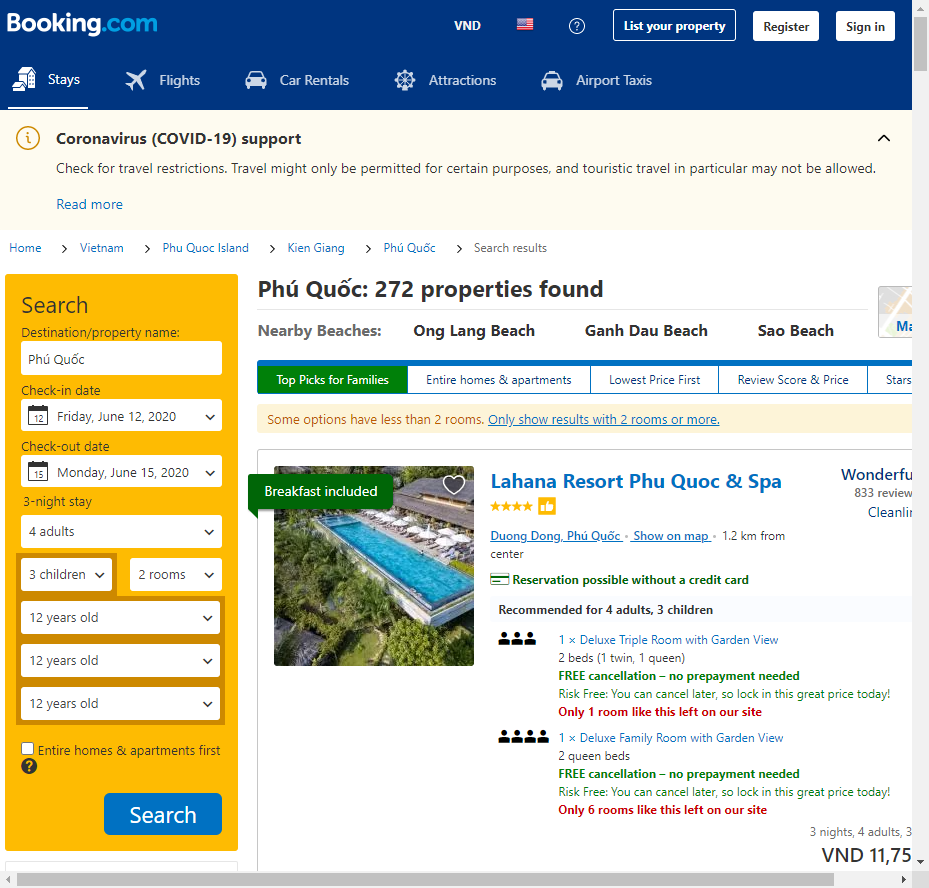 Booking.com
VND
List your property
Register
Sign in
Stays
Flights
Car Rentals
Attractions
Airport Taxis
Coronavirus (COVID-19) support
Check for travel restrictions. Travel might only be permitted for certain purposes, and touristic travel in particular may not be allowed.
Read more
Home
Vietnam
Phu Quoc Island
Kien Giang
Phú Quốc
Search results
Search
Destination/property name:
Phú Quốc
Check-in date
12
Friday, June 12, 2020
Check-out date
15
Monday, June 15, 2020
3-night stay
4 adults
3 children
2 rooms
12 years old
12 years old
12 years old
Entire homes & apartments first
Search
Phú Quốc: 272 properties found
Nearby Beaches:
Ong Lang Beach
Ganh Dau Beach
Sao Beach
Ma
Top Picks for Families
Entire homes & apartments
Lowest Price First
Review Score & Price
Stars
Some options have less than 2 rooms. Only show results with 2 rooms or more.
Breakfast included
Lahana Resort Phu Quoc & Spa
Wonderfu
833 review
Cleanlin
Duong Dong, Phú Quốc • Show on map • 1.2 km from
center
Reservation possible without a credit card
Recommended for 4 adults, 3 children
1 × Deluxe Triple Room with Garden View
2 beds (1 twin, 1 queen)
FREE cancellation – no prepayment needed
Risk Free: You can cancel later, so lock in this great price today!
Only 1 room like this left on our site
1 × Deluxe Family Room with Garden View
2 queen beds
FREE cancellation – no prepayment needed
Risk Free: You can cancel later, so lock in this great price today!
Only 6 rooms like this left on our site
3 nights, 4 adults, 3
VND 11,75